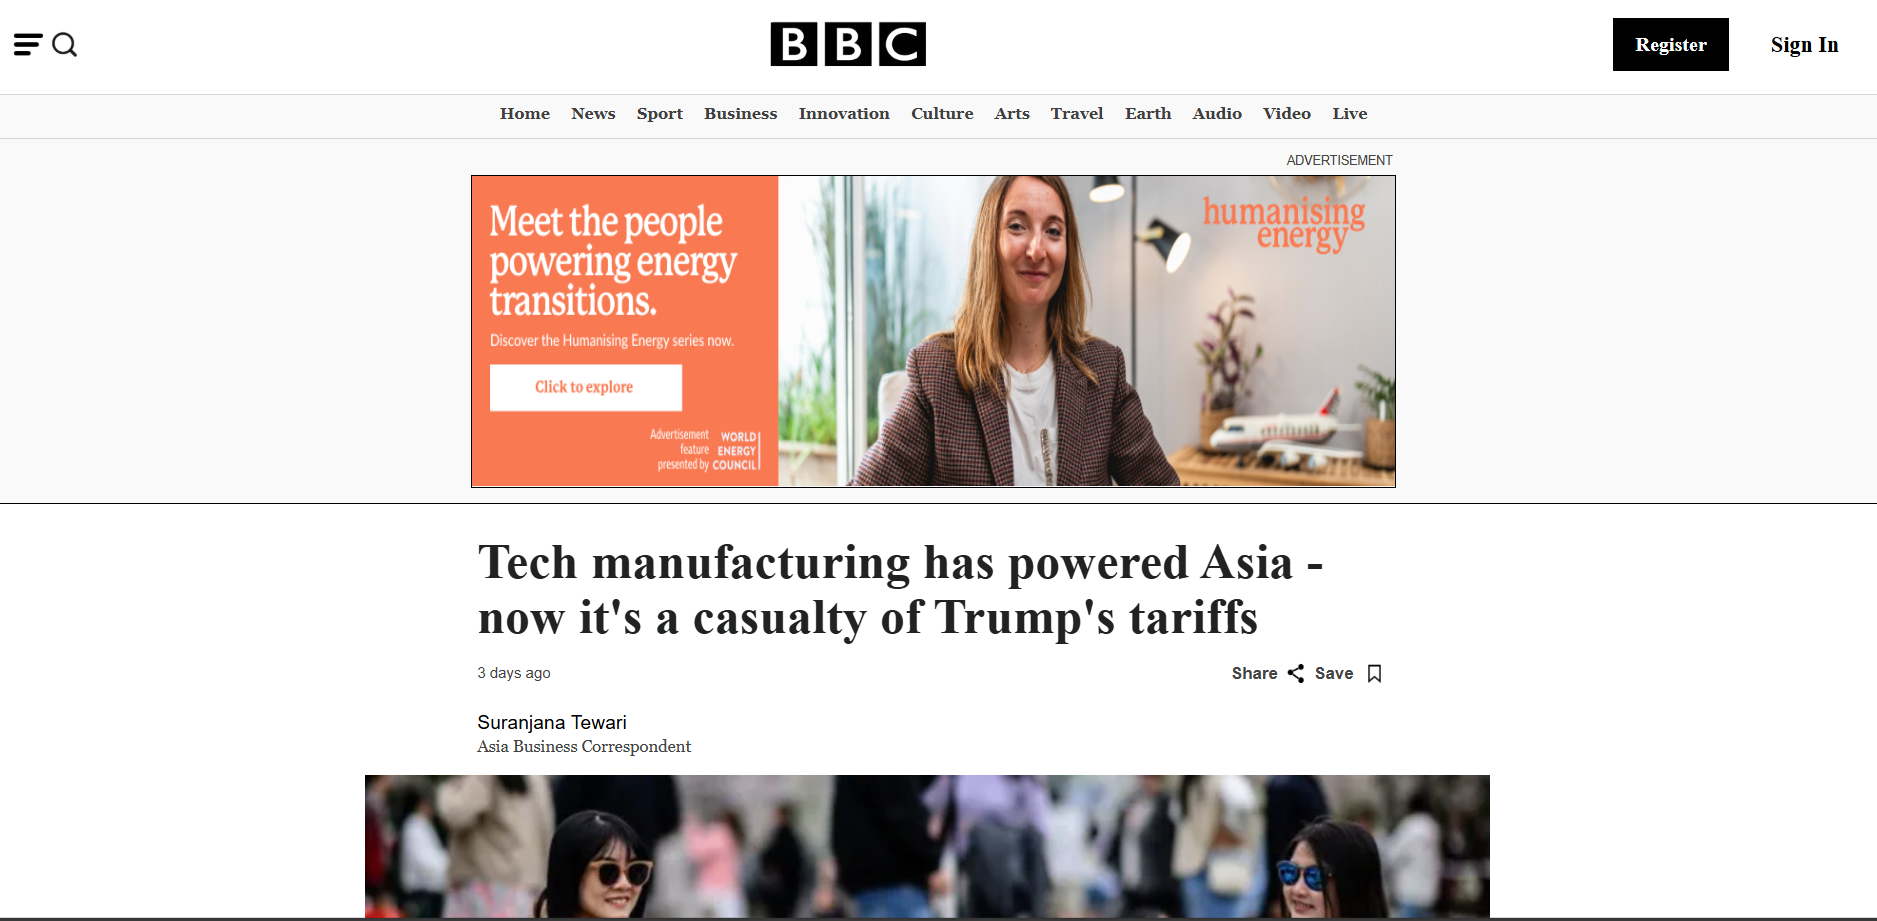 BBC
Register
Sign In
Home News Sport Business Innovation Culture Arts Travel Earth Audio Video Live
ADVERTISEMENT
Meet the people
powering energy
transitions.
Discover the Humanising Energy series now.
Click to explore
Advertisement
feature
presented by
WORLD
ENERGY
COUNCIL
humanising
energy
Tech manufacturing has powered Asia -
now it's a casualty of Trump's tariffs
3 days ago
Share Save
Suranjana Tewari
Asia Business Correspondent